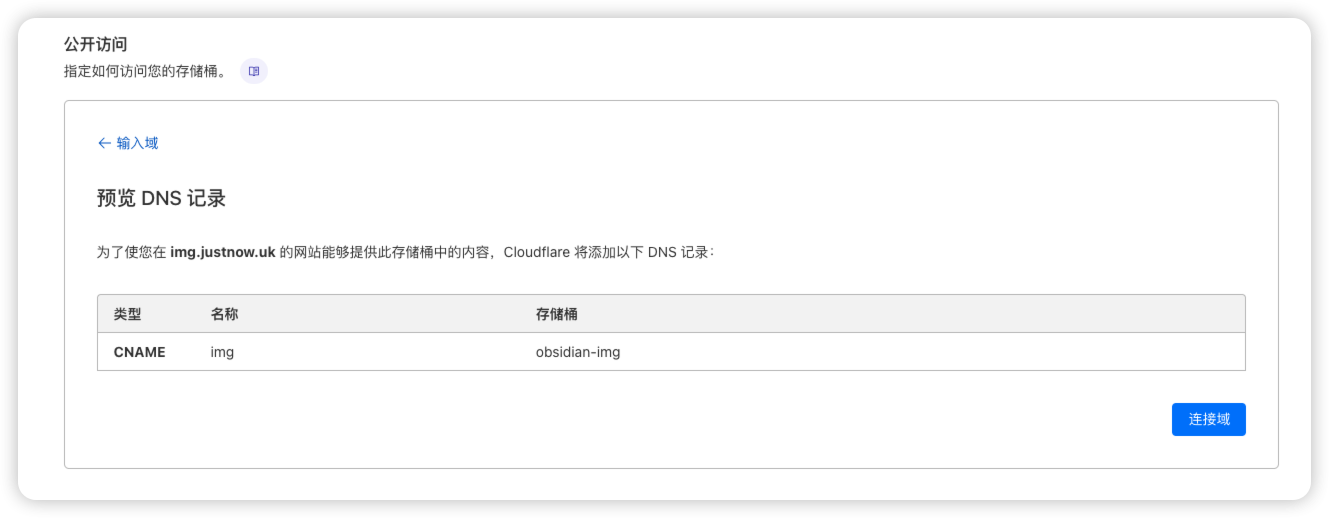 公开访问
指定如何访问您的存储桶。
← 输入域
预览 DNS 记录
为了使您在 img.justnow.uk 的网站能够提供此存储桶中的内容，Cloudflare 将添加以下 DNS 记录：
类型 名称 存储桶
CNAME img obsidian-img
连接域